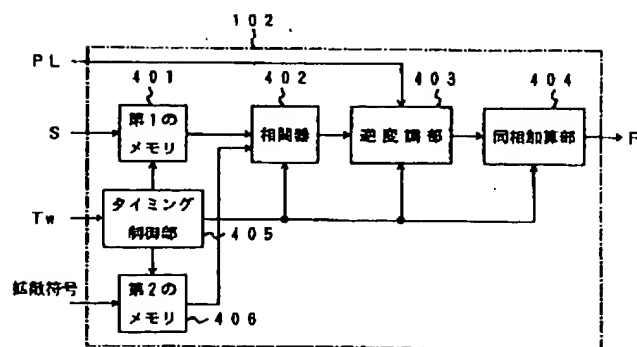 102
PL
401
402
403
404
S
第1の
メモリ
相関器
逆変調部
同相加算部
R
Tw
タイミング
制御部
405
拡散符号
第2の
メモリ
406